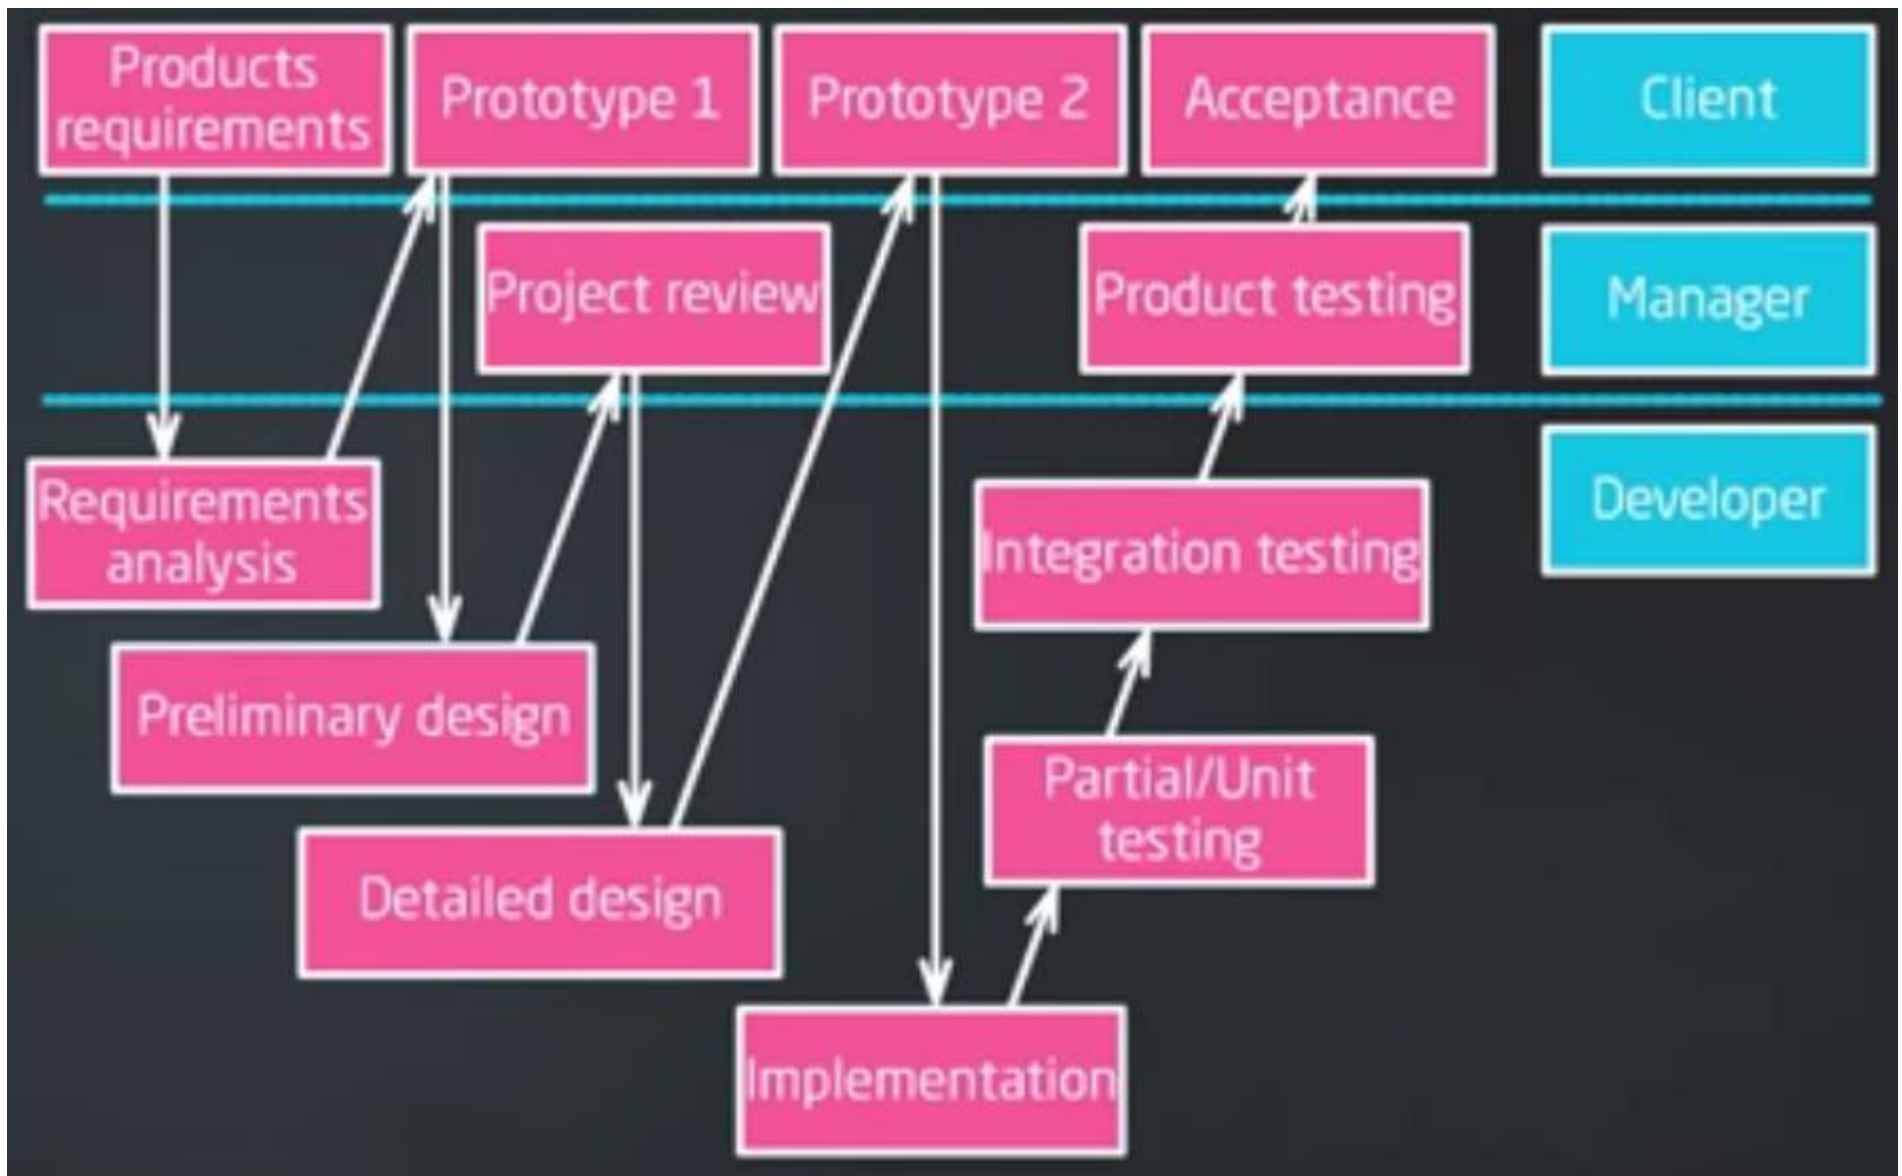 Products
requirements
Prototype 1
Prototype 2
Acceptance
Client
Project review
Product testing
Manager
Requirements
analysis
Integration testing
Developer
Preliminary design
Partial/Unit
testing
Detailed design
Implementation